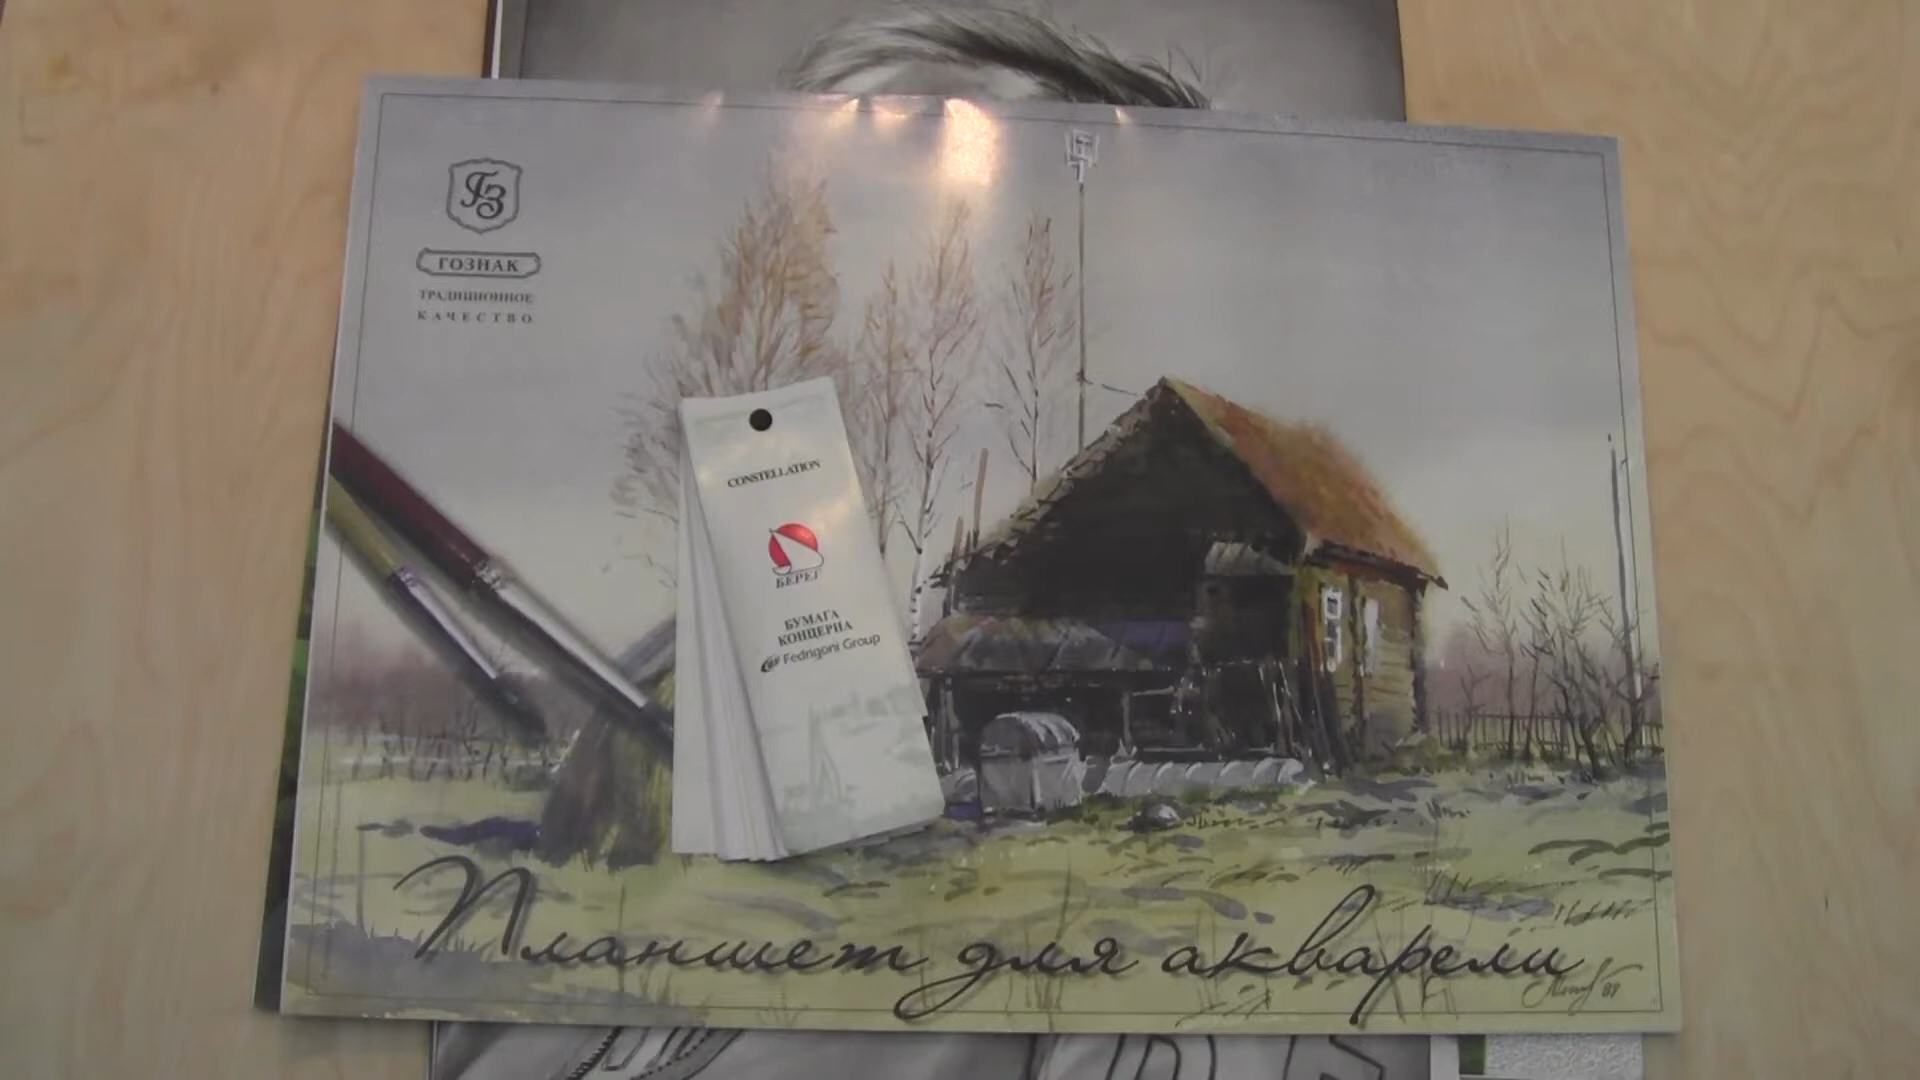 ГЗ
ГОЗНАК
ТРАДИЦИОННОЕ
КАЧЕСТВО
CONSTELLATION
БЕРЕГ
БУМАГА
КОНЦЕРНА
Fedrigoni Group
Планшет для акварели